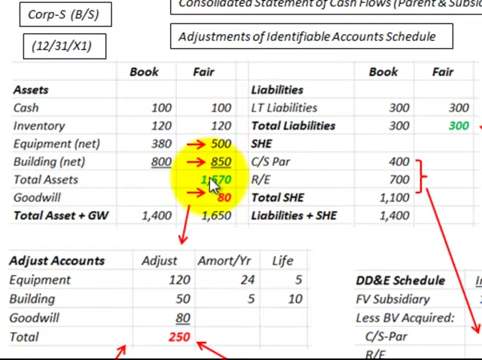 Consolidated Statement of Cash Flows (Parent & Subsid
Corp-S (B/S)
Adjustments of Identifiable Accounts Schedule
(12/31/X1)
Book Fair Book Fair
Assets Liabilities
Cash 100 100 LT Liabilities 300 300
Inventory 120 120 Total Liabilities 300 300
Equipment (net) 380 500 SHE
Building (net) 800 850 C/S Par 400
Total Assets 1,570 R/E 700
Goodwill 80 Total SHE 1,100
Total Asset + GW 1,400 1,650 Liabilities + SHE 1,400
Adjust Accounts Adjust Amort/Yr Life
Equipment 120 24 5
Building 50 5 10
Goodwill 80
Total 250
DD&E Schedule
FV Subsidiary
Less BV Acquired:
C/S-Par
R/E